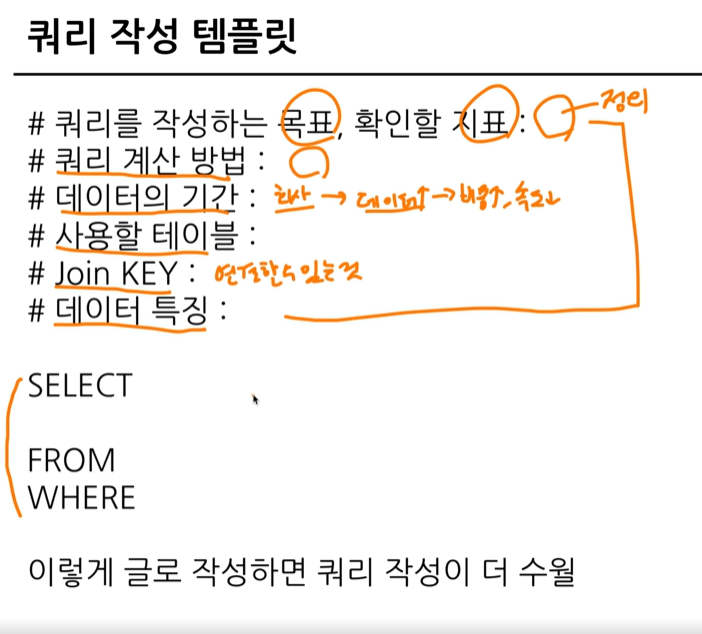 쿼리 작성 템플릿
# 쿼리를 작성하는 목표, 확인할 지표 : 정리
# 쿼리 계산 방법 :
# 데이터의 기간 : 회사 → 데이터↑ → 비용↑, 속도↓
# 사용할 테이블 :
# Join KEY : 연결할 수 있는 것
# 데이터 특징 :
SELECT
FROM
WHERE
이렇게 글로 작성하면 쿼리 작성이 더 수월